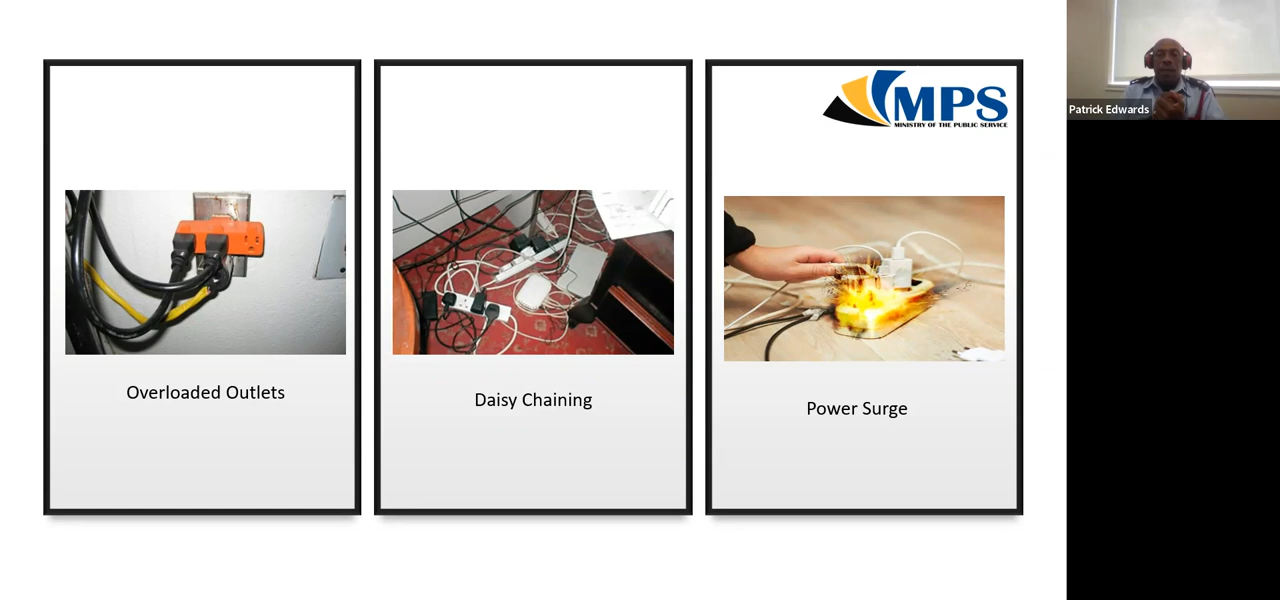 MPS
MINISTRY OF THE PUBLIC SERVICE
Patrick Edwards
Overloaded Outlets
Daisy Chaining
Power Surge